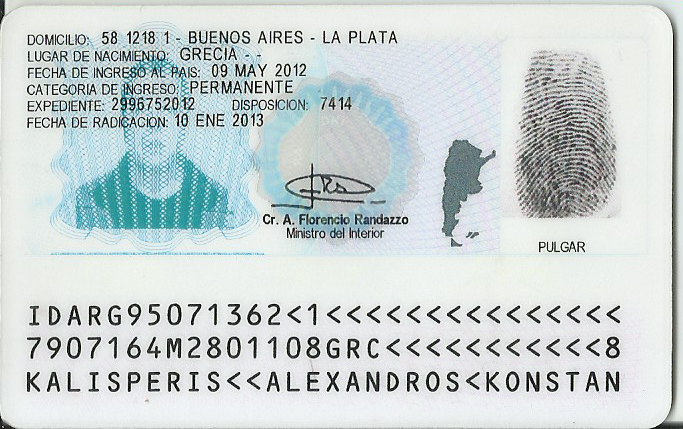 DOMICILIO: 58 1218 1 - BUENOS AIRES - LA PLATA
LUGAR DE NACIMIENTO: GRECIA - -
FECHA DE INGRESO AL PAIS: 09 MAY 2012
CATEGORIA DE INGRESO: PERMANENTE
EXPEDIENTE: 2996752012 DISPOSICION: 7414
FECHA DE RADICACION: 10 ENE 2013
Cr. A. Florencio Randazzo
Ministro del Interior
PULGAR
IDARG95071362<1<<<<<<<<<<<<<<<
7907164M2801108GRC<<<<<<<<<<<8
KALISPERIS<<ALEXANDROS<KONSTAN